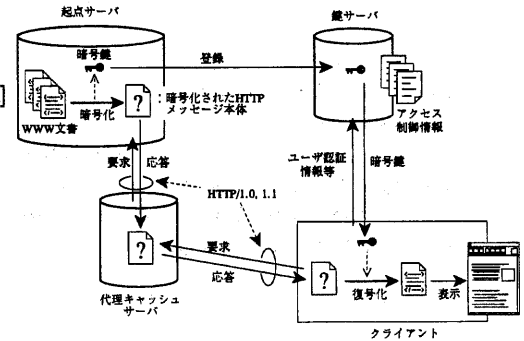 起点サーバ
鍵サーバ
暗号鍵
登録
?
：暗号化されたHTTP
メッセージ本体
WWW文書
暗号化
アクセス
制御情報
要求
応答
ユーザ認証
情報等
暗号鍵
HTTP/1.0, 1.1
?
要求
応答
代理キャッシュ
サーバ
?
復号化
表示
クライアント